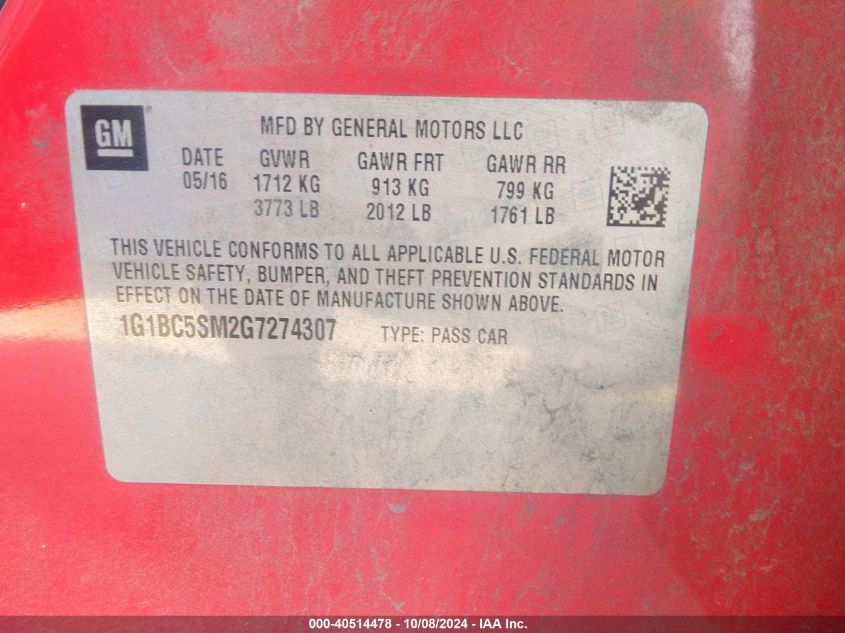 GM ®
MFD BY GENERAL MOTORS LLC
DATE GVWR GAWR FRT GAWR RR
05/16 1712 KG 913 KG 799 KG
3773 LB 2012 LB 1761 LB
THIS VEHICLE CONFORMS TO ALL APPLICABLE U.S. FEDERAL MOTOR
VEHICLE SAFETY, BUMPER, AND THEFT PREVENTION STANDARDS IN
EFFECT ON THE DATE OF MANUFACTURE SHOWN ABOVE.
1G1BC5SM2G7274307 TYPE: PASS CAR
000-40514478 - 10/08/2024 - IAA Inc.